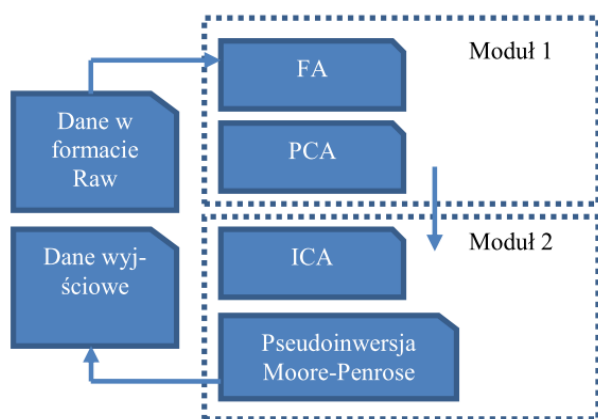 Dane w
formacie
Raw
FA
Moduł 1
PCA
Dane wyj-
ściowe
ICA
Moduł 2
Pseudoinwersja
Moore-Penrose